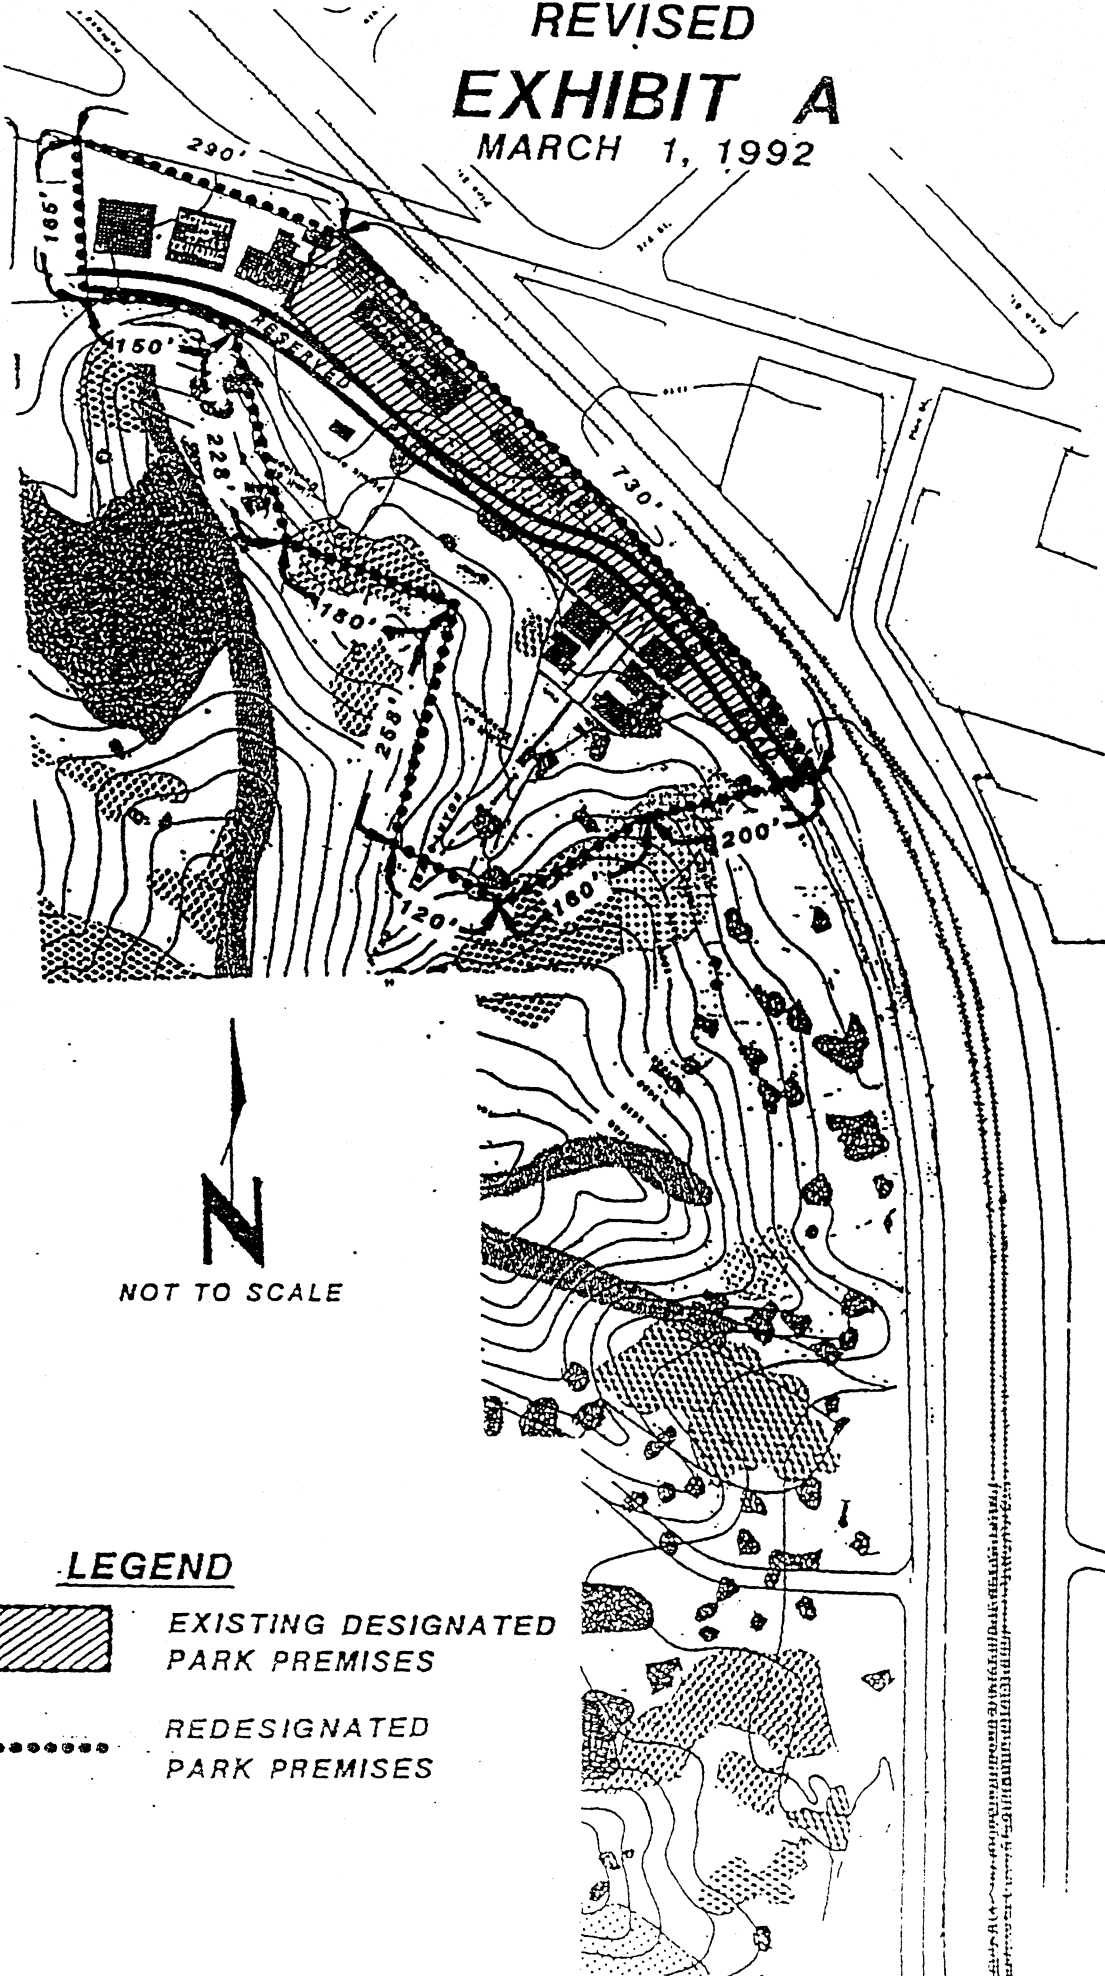 REVISED
EXHIBIT A
MARCH 1, 1992
290'
165'
RESERVED
150'
228'
730'
180'
258'
200'
120'
160'
N
NOT TO SCALE
LEGEND
EXISTING DESIGNATED
PARK PREMISES
REDESIGNATED
PARK PREMISES